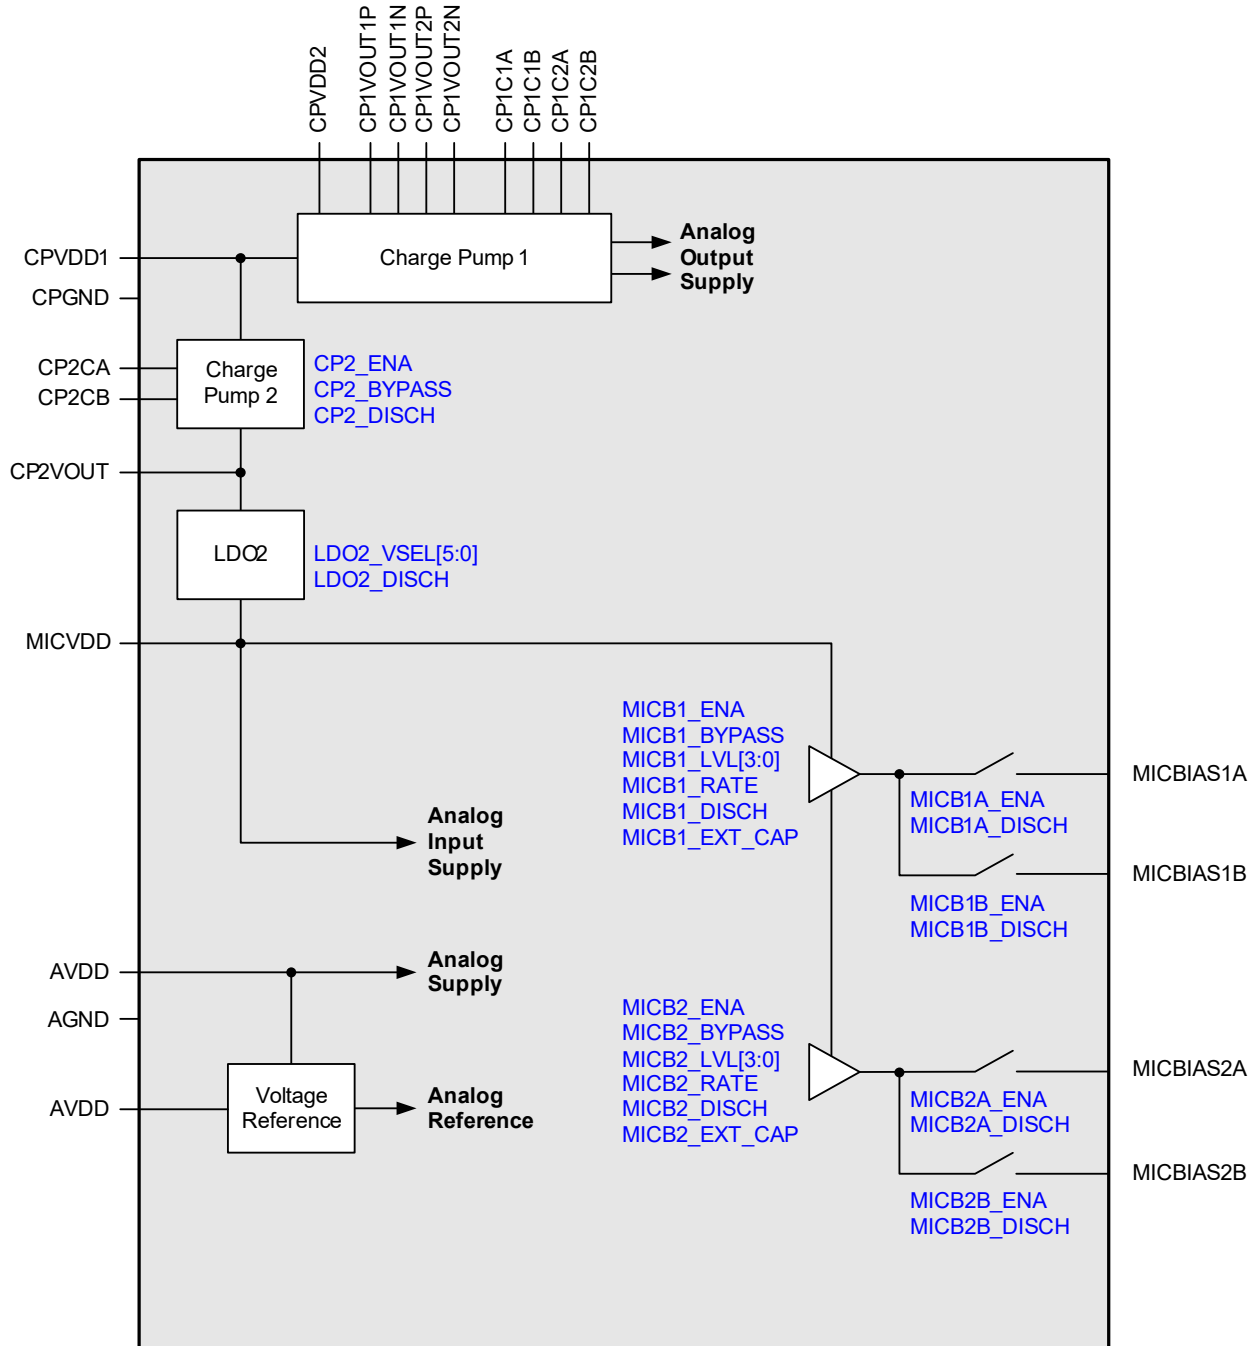 CPVDD2
CP1VOUT1P
CP1VOUT1N
CP1VOUT2P
CP1VOUT2N
CP1C1A
CP1C1B
CP1C2A
CP1C2B
CPVDD1
CPGND
CP2CA
CP2CB
CP2VOUT
MICVDD
AVDD
AGND
AVDD
Charge Pump 1
Analog
Output
Supply
Charge
Pump 2
CP2_ENA
CP2_BYPASS
CP2_DISCH
LDO2
LDO2_VSEL[5:0]
LDO2_DISCH
Analog
Input
Supply
Analog
Supply
Voltage
Reference
Analog
Reference
MICB1_ENA
MICB1_BYPASS
MICB1_LVL[3:0]
MICB1_RATE
MICB1_DISCH
MICB1_EXT_CAP
MICB1A_ENA
MICB1A_DISCH
MICB1B_ENA
MICB1B_DISCH
MICB2_ENA
MICB2_BYPASS
MICB2_LVL[3:0]
MICB2_RATE
MICB2_DISCH
MICB2_EXT_CAP
MICB2A_ENA
MICB2A_DISCH
MICB2B_ENA
MICB2B_DISCH
MICBIAS1A
MICBIAS1B
MICBIAS2A
MICBIAS2B